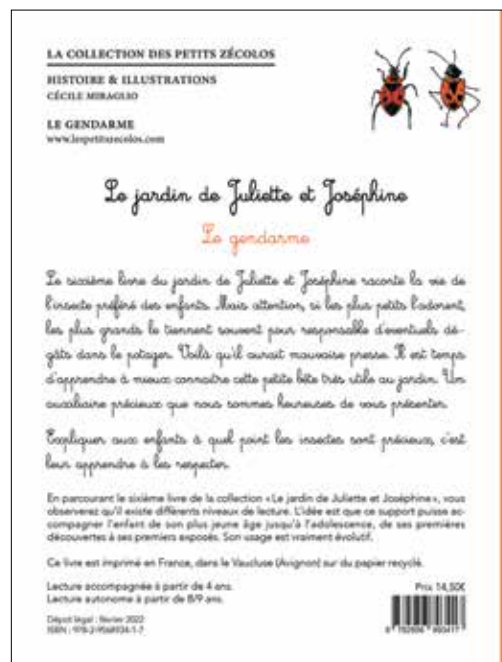 LA COLLECTION DES PETITS ZÉCOLOS
HISTOIRE & ILLUSTRATIONS
CÉCILE MIRAGLIO
LE GENDARME
www.lespetitszecolos.com
Le jardin de Juliette et Joséphine
Le gendarme
Le sixième livre du jardin de Juliette et Joséphine raconte la vie de
l'insecte préféré des enfants. Mais attention, si les plus petits l'adorent,
les plus grands le tiennent souvent pour responsable d'eventuels dé-
gâts dans le potager. Voilà qu'il aurait mauvaise presse. Il est temps
d'apprendre à mieux connaitre cette petite bête très utile au jardin. Un
auxiliaire précieux que nous sommes heureuses de vous présenter.
Expliquer aux enfants à quel point les insectes sont précieux, c'est
leur apprendre à les respecter.
En parcourant le sixième livre de la collection «Le jardin de Juliette et Joséphine», vous
observerez qu'il existe différents niveaux de lecture. L'idée est que ce support puisse ac-
compagner l'enfant de son plus jeune âge jusqu'à l'adolescence, de ses premières
découvertes à ses premiers exposés. Son usage est vraiment évolutif.
Ce livre est imprimé en France, dans le Vaucluse (Avignon) sur du papier recyclé.
Lecture accompagnée à partir de 4 ans.
Lecture autonome à partir de 8/9 ans.
Prix 14,50€
Dépot légal : février 2022
ISBN : 978-2-9568934-1-7